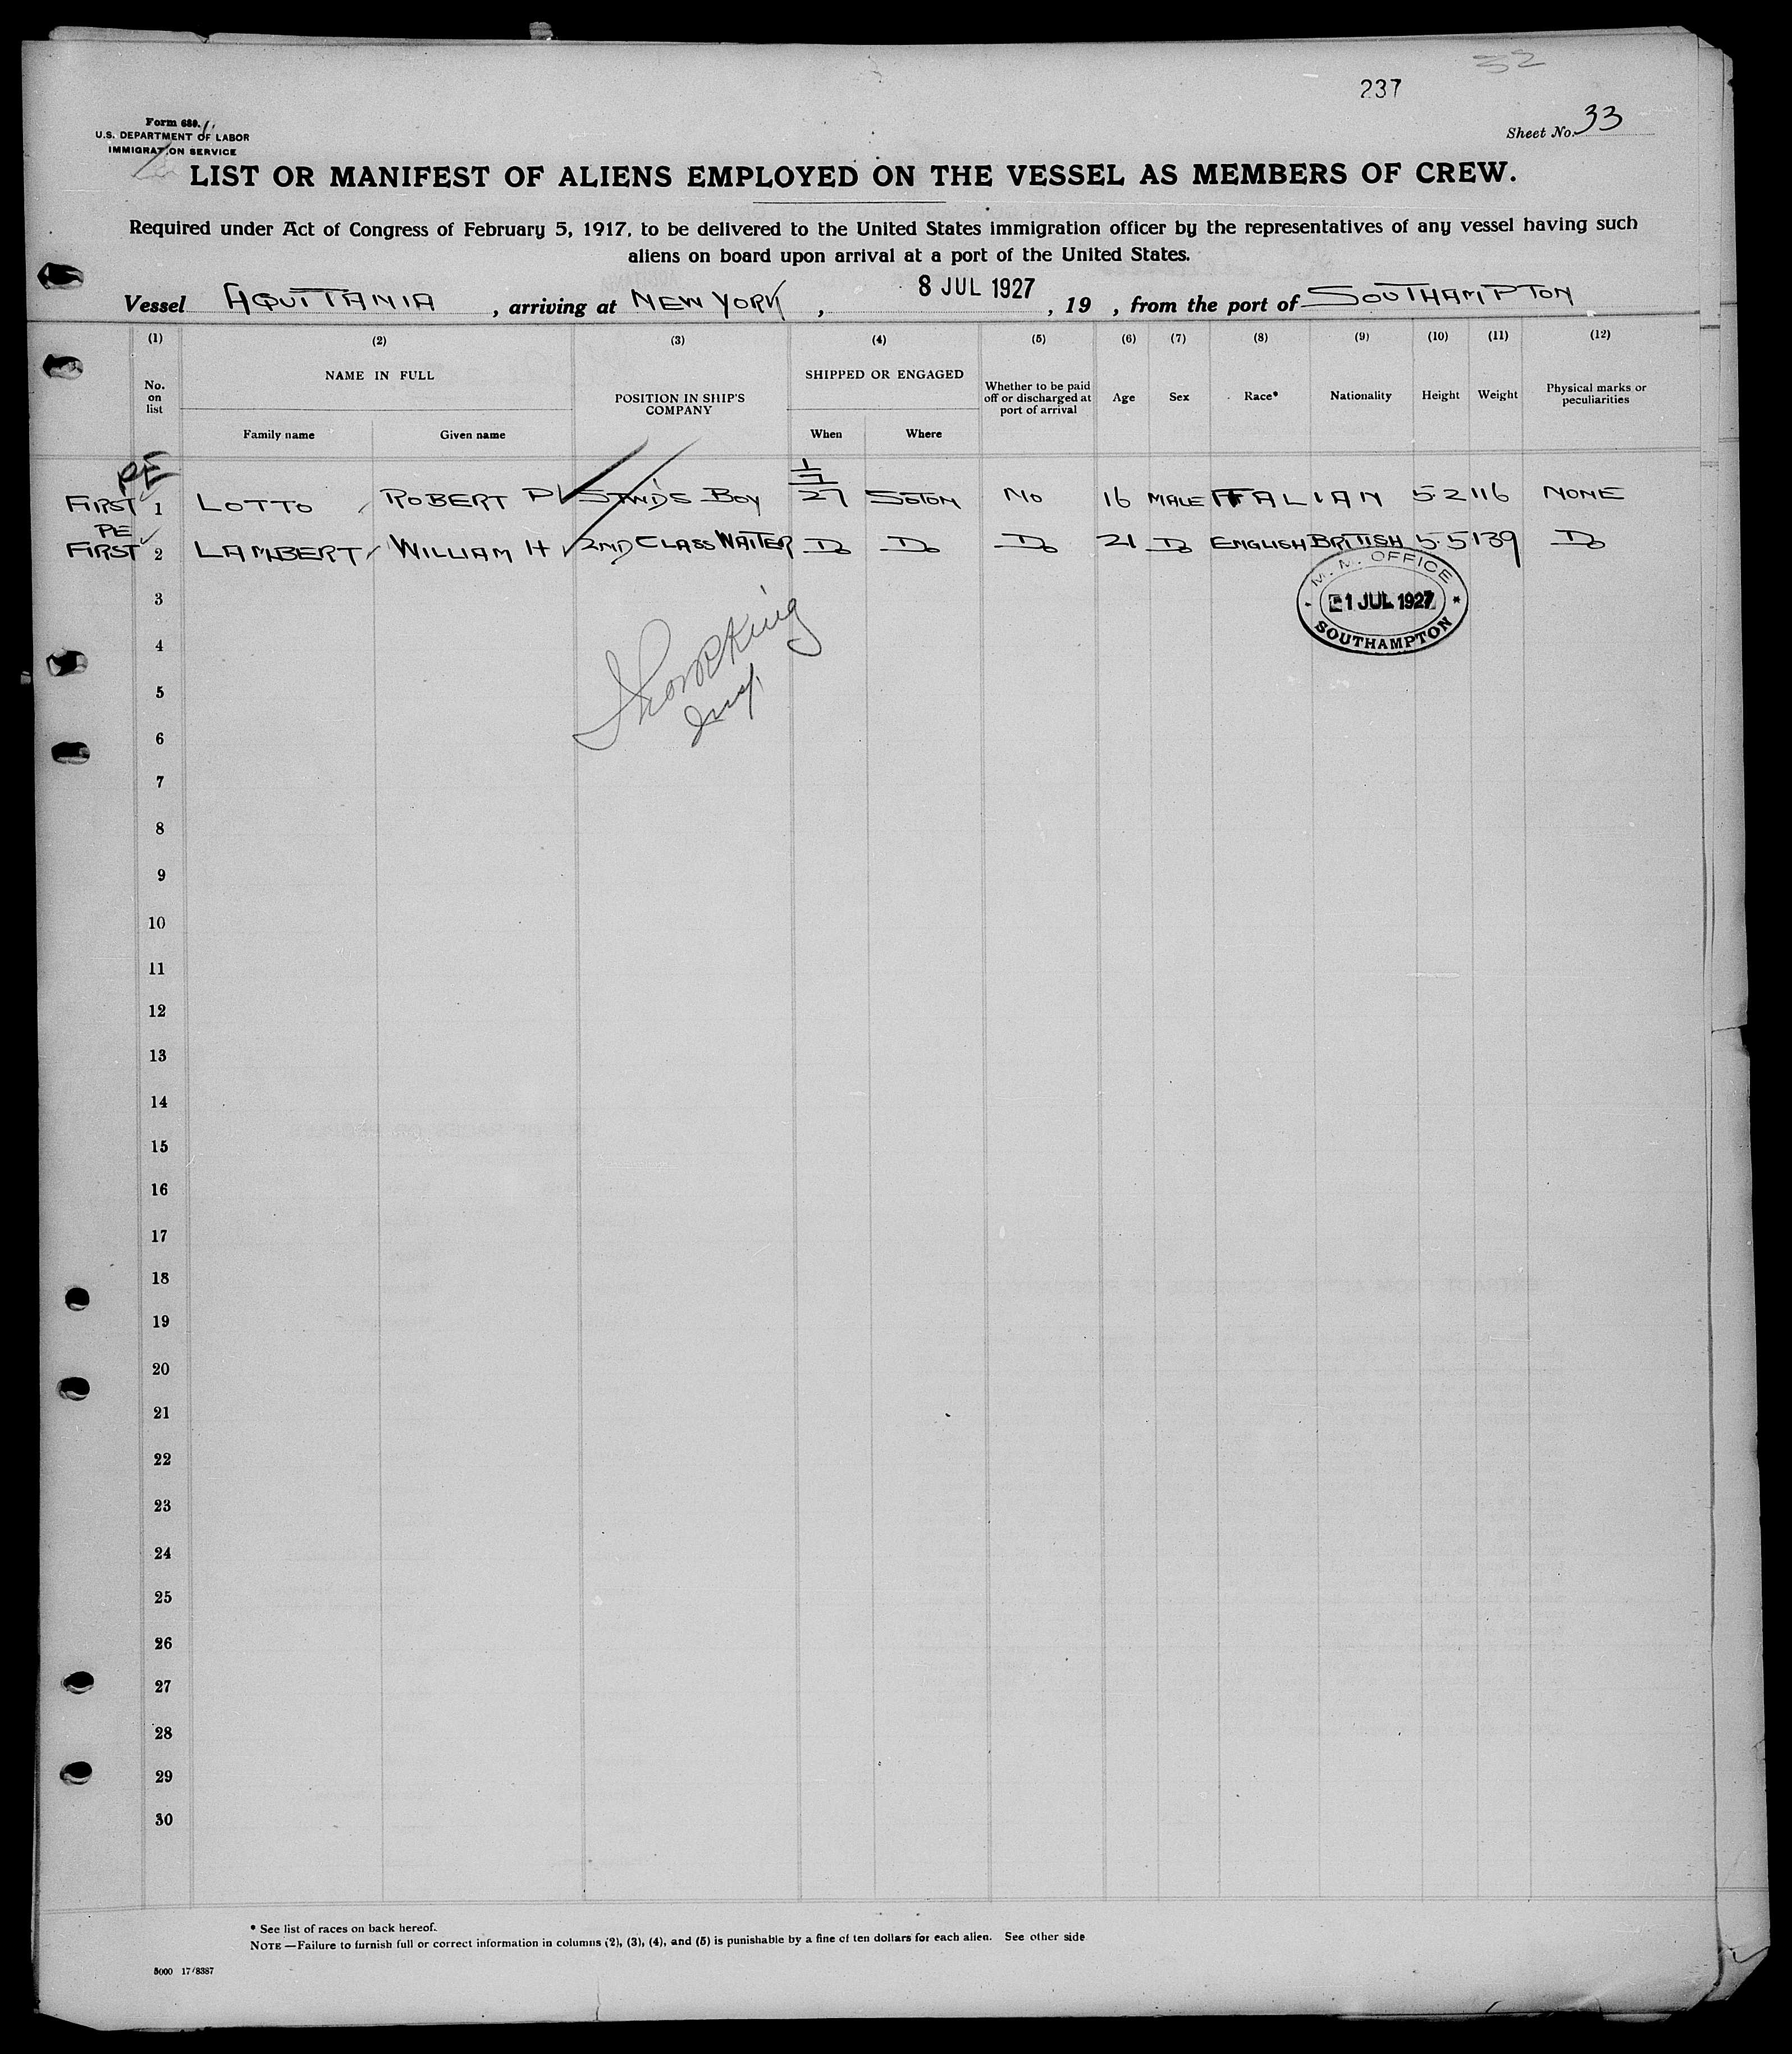 32
237
Form 689.
U.S. DEPARTMENT OF LABOR
IMMIGRATION SERVICE
Sheet No. 33
LIST OR MANIFEST OF ALIENS EMPLOYED ON THE VESSEL AS MEMBERS OF CREW.
Required under Act of Congress of February 5, 1917, to be delivered to the United States immigration officer by the representatives of any vessel having such
aliens on board upon arrival at a port of the United States.
Vessel AQUITANIA, arriving at NEW YORK, 8 JUL 1927, 19 , from the port of SOUTHAMPTON
(1) (2) (3) (4) (5) (6) (7) (8) (9) (10) (11) (12)
No. on list NAME IN FULL POSITION IN SHIP'S COMPANY SHIPPED OR ENGAGED Whether to be paid off or discharged at port of arrival Age Sex Race* Nationality Height Weight Physical marks or peculiarities
Family name Given name When Where
PE
FIRST 1 LOTTO ROBERT P STWD'S BOY 1/7 27 SOTON NO 16 MALE ITALIAN 5.2 116 NONE
PE
FIRST 2 LAMBERT WILLIAM H 2ND CLASS WAITER DO DO DO 21 DO ENGLISH BRITISH 5.5 139 DO
M. M. OFFICE
1 JUL 1927
SOUTHAMPTON
3
4
5
6
7
8
9
10
11
12
13
14
15
16
17
18
19
20
21
22
23
24
25
26
27
28
29
30
* See list of races on back hereof.
NOTE —Failure to furnish full or correct information in columns (2), (3), (4), and (5) is punishable by a fine of ten dollars for each alien. See other side
5000 17/8387